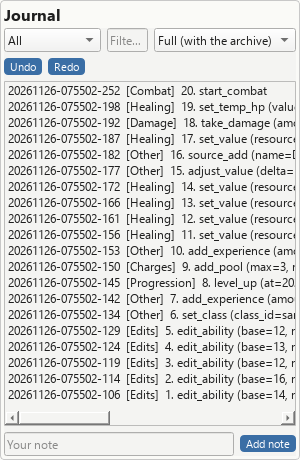 Journal
All Filte... Full (with the archive)
Undo Redo
20261126-075502-252 [Combat] 20. start_combat
20261126-075502-198 [Healing] 19. set_temp_hp (valu
20261126-075502-192 [Damage] 18. take_damage (amo
20261126-075502-187 [Healing] 17. set_value (resource
20261126-075502-182 [Other] 16. source_add (name=D
20261126-075502-177 [Other] 15. adjust_value (delta=
20261126-075502-172 [Healing] 14. set_value (resource
20261126-075502-166 [Healing] 13. set_value (resource
20261126-075502-161 [Healing] 12. set_value (resource
20261126-075502-156 [Healing] 11. set_value (resource
20261126-075502-153 [Other] 10. add_experience (amo
20261126-075502-150 [Charges] 9. add_pool (max=3, r
20261126-075502-145 [Progression] 8. level_up (at=20
20261126-075502-142 [Other] 7. add_experience (amou
20261126-075502-134 [Other] 6. set_class (class_id=sa
20261126-075502-129 [Edits] 5. edit_ability (base=12, r
20261126-075502-124 [Edits] 4. edit_ability (base=13, r
20261126-075502-119 [Edits] 3. edit_ability (base=12, r
20261126-075502-114 [Edits] 2. edit_ability (base=16, r
20261126-075502-106 [Edits] 1. edit_ability (base=14, r
Your note Add note